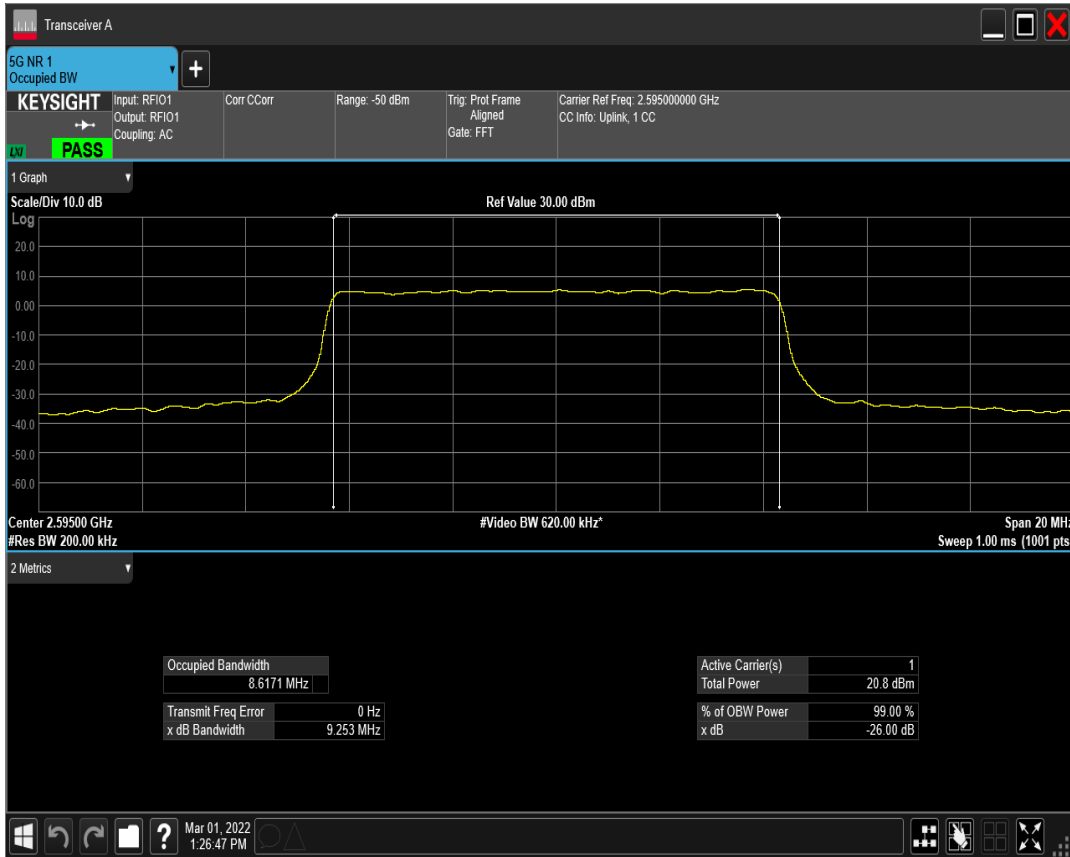 Transceiver A
5G NR 1
Occupied BW
+
KEYSIGHT
LXI
PASS
Input: RFIO1
Output: RFIO1
Coupling: AC
Corr CCorr
Range: -50 dBm
Trig: Prot Frame
Aligned
Gate: FFT
Carrier Ref Freq: 2.595000000 GHz
CC Info: Uplink, 1 CC
1 Graph
Scale/Div 10.0 dB
Ref Value 30.00 dBm
Log
20.0
10.0
0.00
-10.0
-20.0
-30.0
-40.0
-50.0
-60.0
Center 2.59500 GHz
#Video BW 620.00 kHz*
Span 20 MHz
#Res BW 200.00 kHz
Sweep 1.00 ms (1001 pts
2 Metrics
Occupied Bandwidth
8.6171 MHz
Transmit Freq Error 0 Hz
x dB Bandwidth 9.253 MHz
Active Carrier(s) 1
Total Power 20.8 dBm
% of OBW Power 99.00 %
x dB -26.00 dB
?
Mar 01, 2022
1:26:47 PM